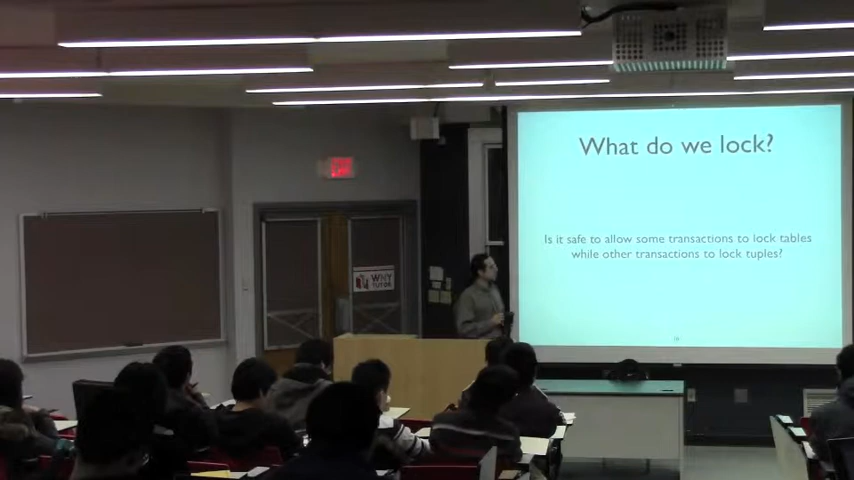 What do we lock?
Is it safe to allow some transactions to lock tables
while other transactions to lock tuples?
EXIT
WHY
TUTOR